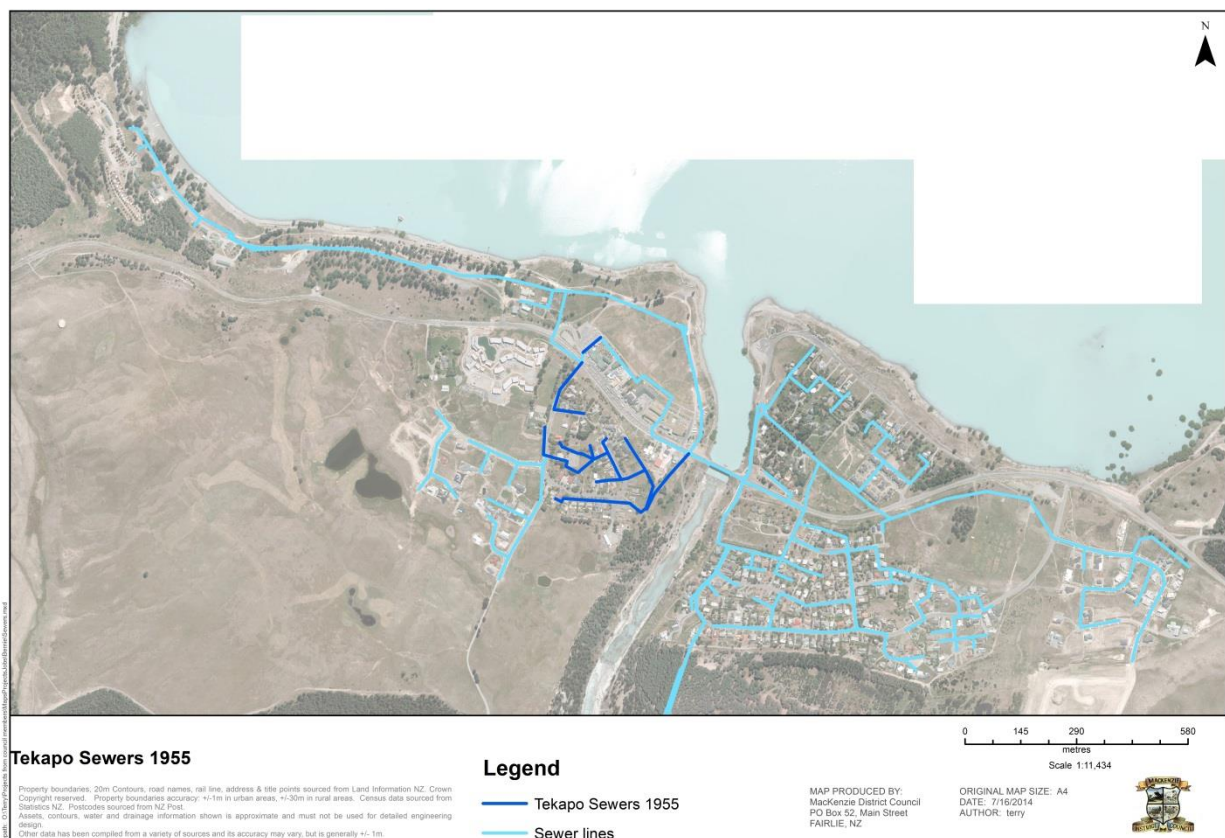 N
Tekapo Sewers 1955
Property boundaries, 20m Contours, road names, rail line, address & title points sourced from Land Information NZ. Crown
Copyright reserved. Property boundaries accuracy: +/-1m in urban areas, +/-30m in rural areas. Census data sourced from
Statistics NZ. Postcodes sourced from NZ Post.
Assets, contours, water and drainage information shown is approximate and must not be used for detailed engineering
design.
Other data has been compiled from a variety of sources and its accuracy may vary, but is generally +/- 1m.
Legend
Tekapo Sewers 1955
Sewer lines
0 145 290 580
metres
Scale 1:11,434
MAP PRODUCED BY:
MacKenzie District Council
PO Box 52, Main Street
FAIRLIE, NZ
ORIGINAL MAP SIZE: A4
DATE: 7/16/2014
AUTHOR: terry
MACKENZIE
DISTRICT COUNCIL